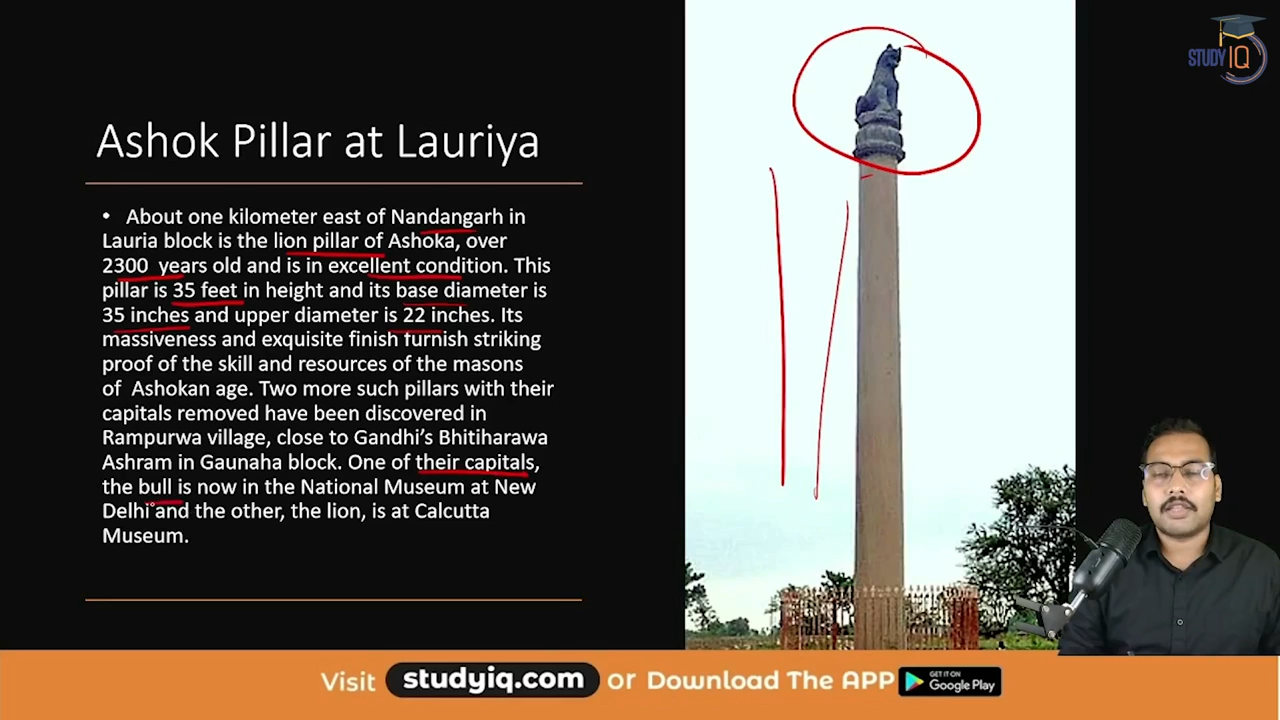 STUDY IQ
Ashok Pillar at Lauriya
• About one kilometer east of Nandangarh in
Lauria block is the lion pillar of Ashoka, over
2300 years old and is in excellent condition. This
pillar is 35 feet in height and its base diameter is
35 inches and upper diameter is 22 inches. Its
massiveness and exquisite finish furnish striking
proof of the skill and resources of the masons
of Ashokan age. Two more such pillars with their
capitals removed have been discovered in
Rampurwa village, close to Gandhi's Bhitiharawa
Ashram in Gaunaha block. One of their capitals,
the bull is now in the National Museum at New
Delhi and the other, the lion, is at Calcutta
Museum.
Visit studyiq.com or Download The APP GET IT ON Google Play